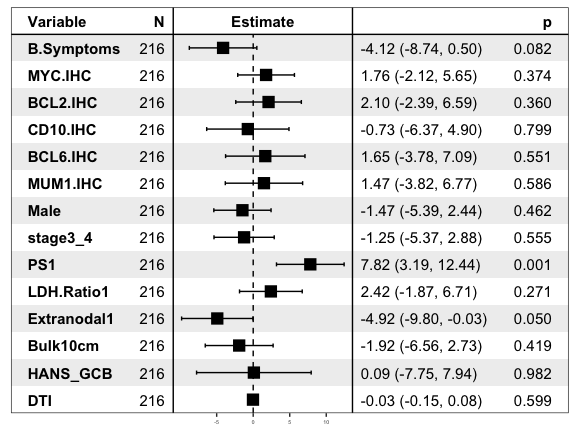 Variable N Estimate p
B.Symptoms 216 -4.12 (-8.74, 0.50) 0.082
MYC.IHC 216 1.76 (-2.12, 5.65) 0.374
BCL2.IHC 216 2.10 (-2.39, 6.59) 0.360
CD10.IHC 216 -0.73 (-6.37, 4.90) 0.799
BCL6.IHC 216 1.65 (-3.78, 7.09) 0.551
MUM1.IHC 216 1.47 (-3.82, 6.77) 0.586
Male 216 -1.47 (-5.39, 2.44) 0.462
stage3_4 216 -1.25 (-5.37, 2.88) 0.555
PS1 216 7.82 (3.19, 12.44) 0.001
LDH.Ratio1 216 2.42 (-1.87, 6.71) 0.271
Extranodal1 216 -4.92 (-9.80, -0.03) 0.050
Bulk10cm 216 -1.92 (-6.56, 2.73) 0.419
HANS_GCB 216 0.09 (-7.75, 7.94) 0.982
DTI 216 -0.03 (-0.15, 0.08) 0.599
-5 0 5 10